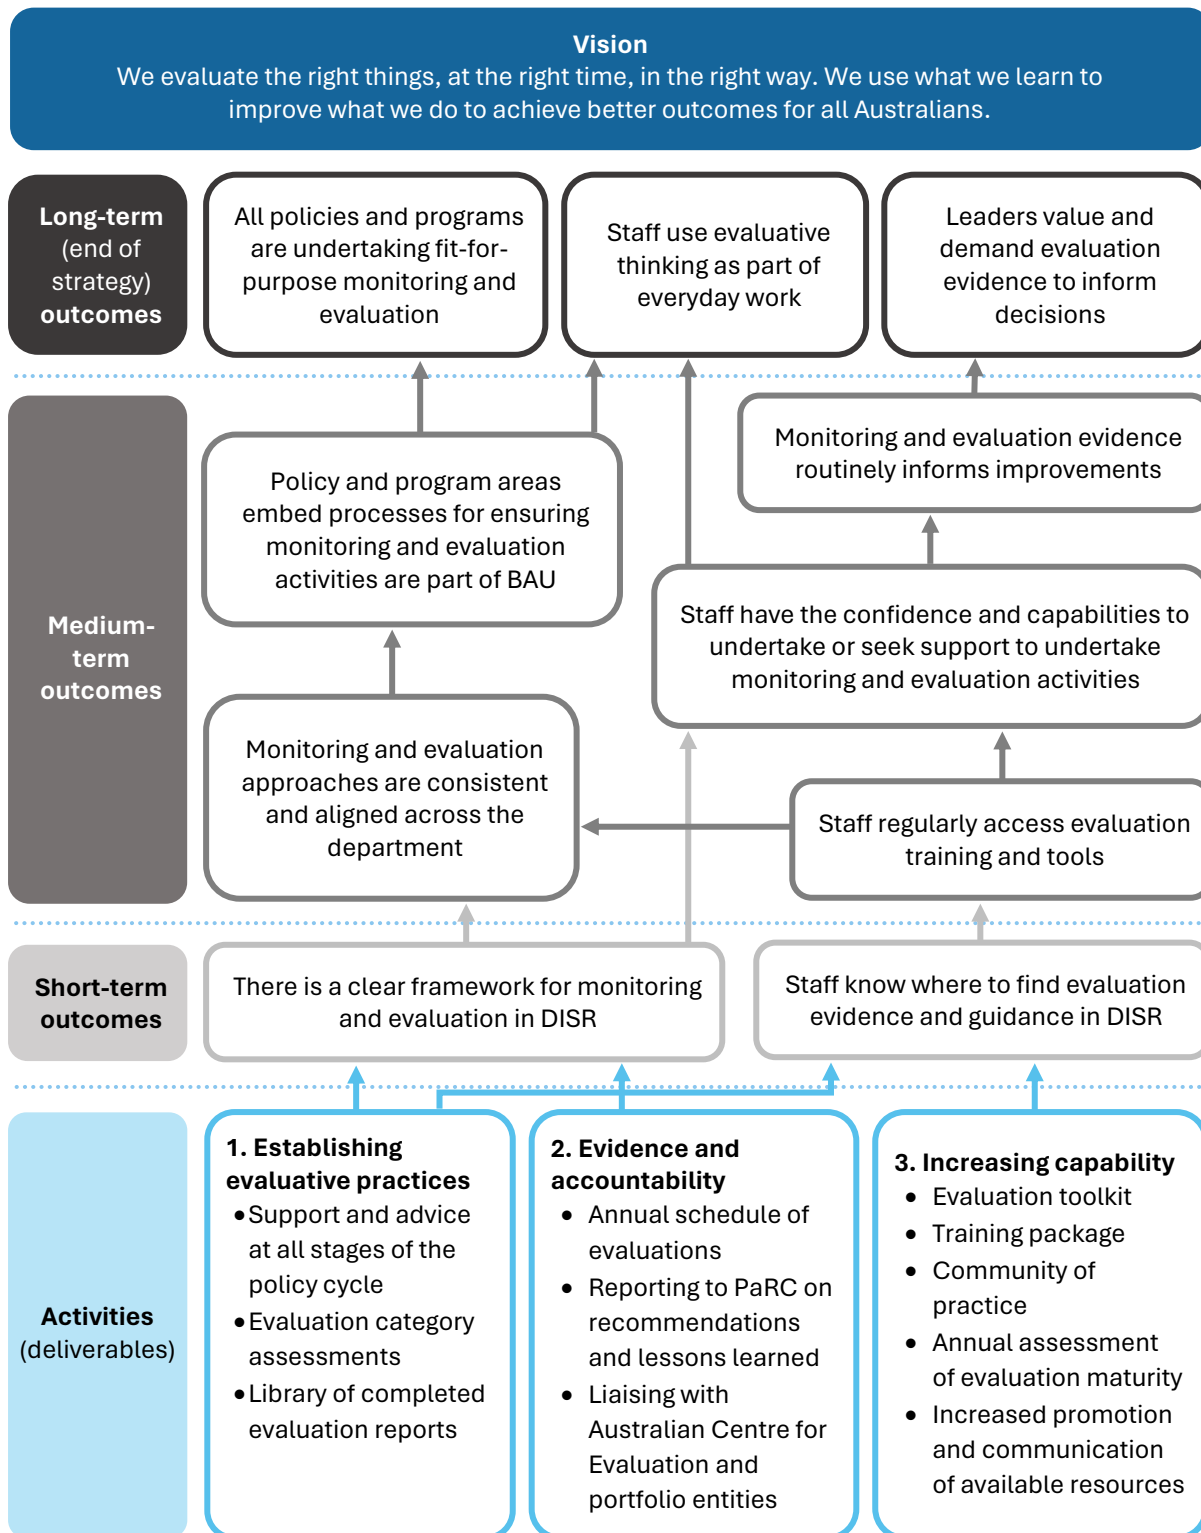 Vision
We evaluate the right things, at the right time, in the right way. We use what we learn to
improve what we do to achieve better outcomes for all Australians.
Long-term
(end of
strategy)
outcomes
All policies and programs
are undertaking fit-for-
purpose monitoring and
evaluation
Staff use evaluative
thinking as part of
everyday work
Leaders value and
demand evaluation
evidence to inform
decisions
Medium-
term
outcomes
Monitoring and evaluation evidence
routinely informs improvements
Policy and program areas
embed processes for ensuring
monitoring and evaluation
activities are part of BAU
Staff have the confidence and capabilities to
undertake or seek support to undertake
monitoring and evaluation activities
Monitoring and evaluation
approaches are consistent
and aligned across the
department
Staff regularly access evaluation
training and tools
Short-term
outcomes
There is a clear framework for monitoring
and evaluation in DISR
Staff know where to find evaluation
evidence and guidance in DISR
Activities
(deliverables)
1. Establishing
evaluative practices
• Support and advice
at all stages of the
policy cycle
• Evaluation category
assessments
• Library of completed
evaluation reports
2. Evidence and
accountability
• Annual schedule of
evaluations
• Reporting to PaRC on
recommendations
and lessons learned
• Liaising with
Australian Centre for
Evaluation and
portfolio entities
3. Increasing capability
• Evaluation toolkit
• Training package
• Community of
practice
• Annual assessment
of evaluation maturity
• Increased promotion
and communication
of available resources